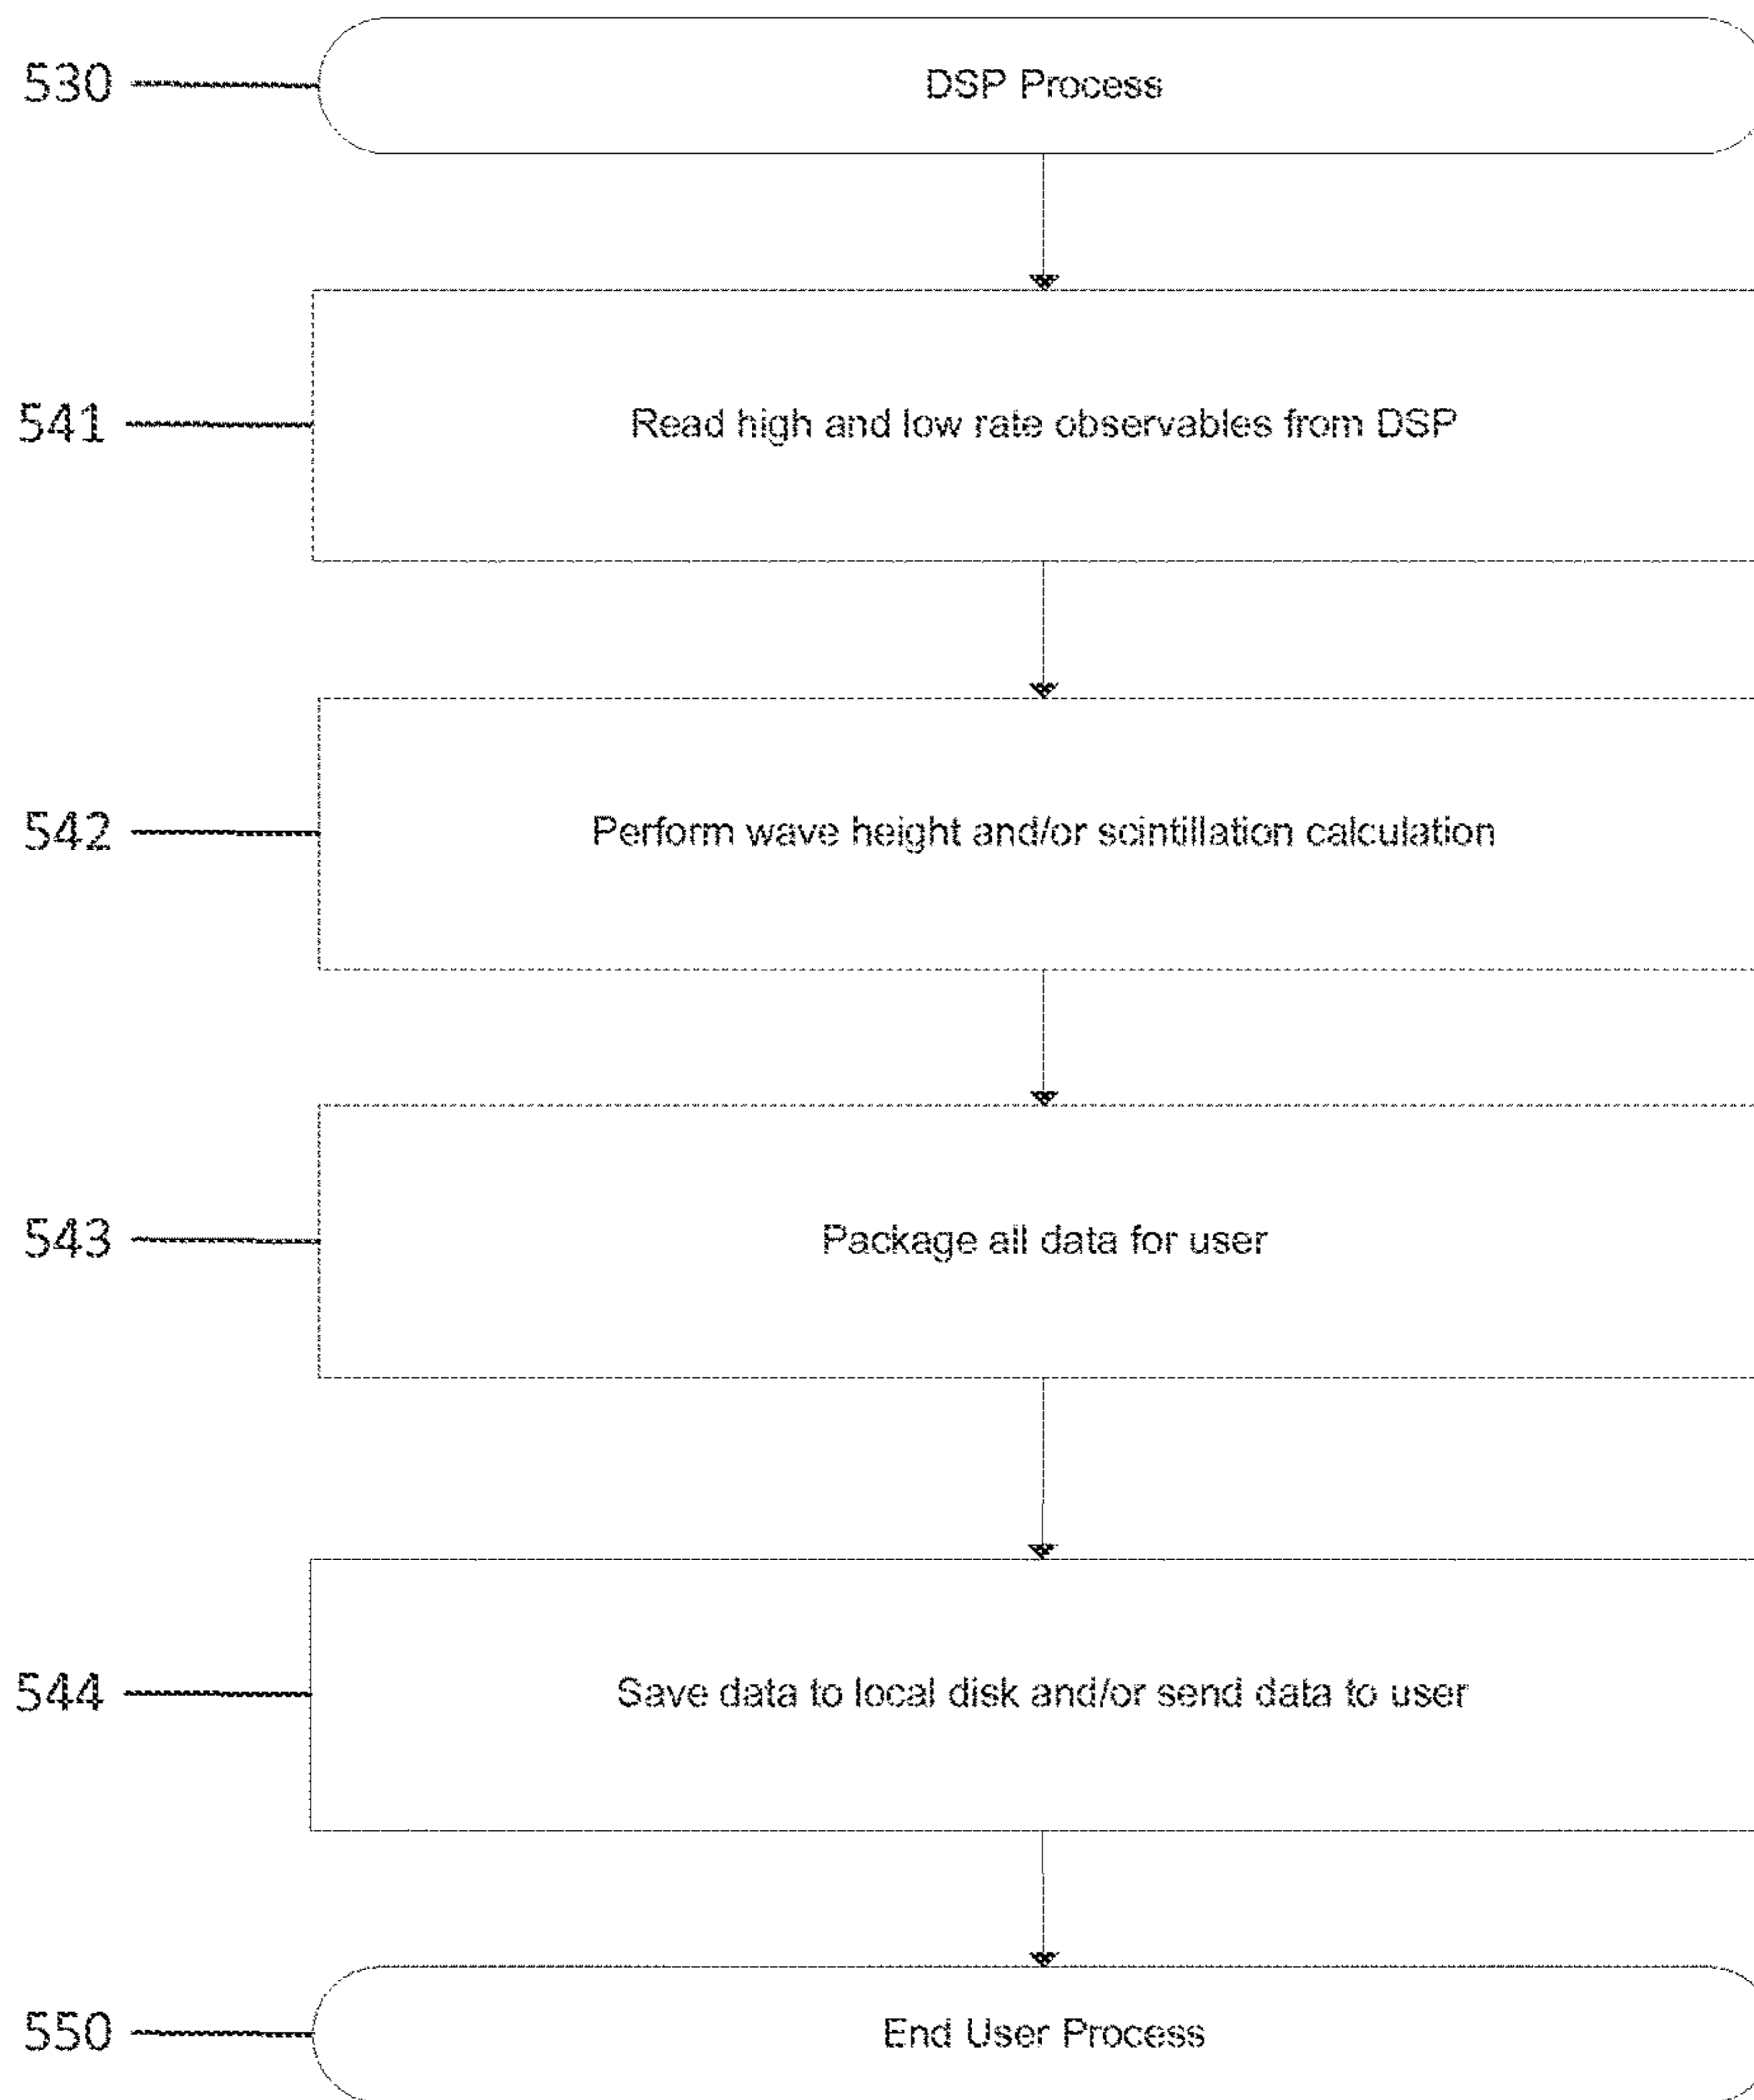 530 DSP Process
541 Read high and low rate observables from DSP
542 Perform wave height and/or scintillation calculation
543 Package all data for user
544 Save data to local disk and/or send data to user
550 End User Process